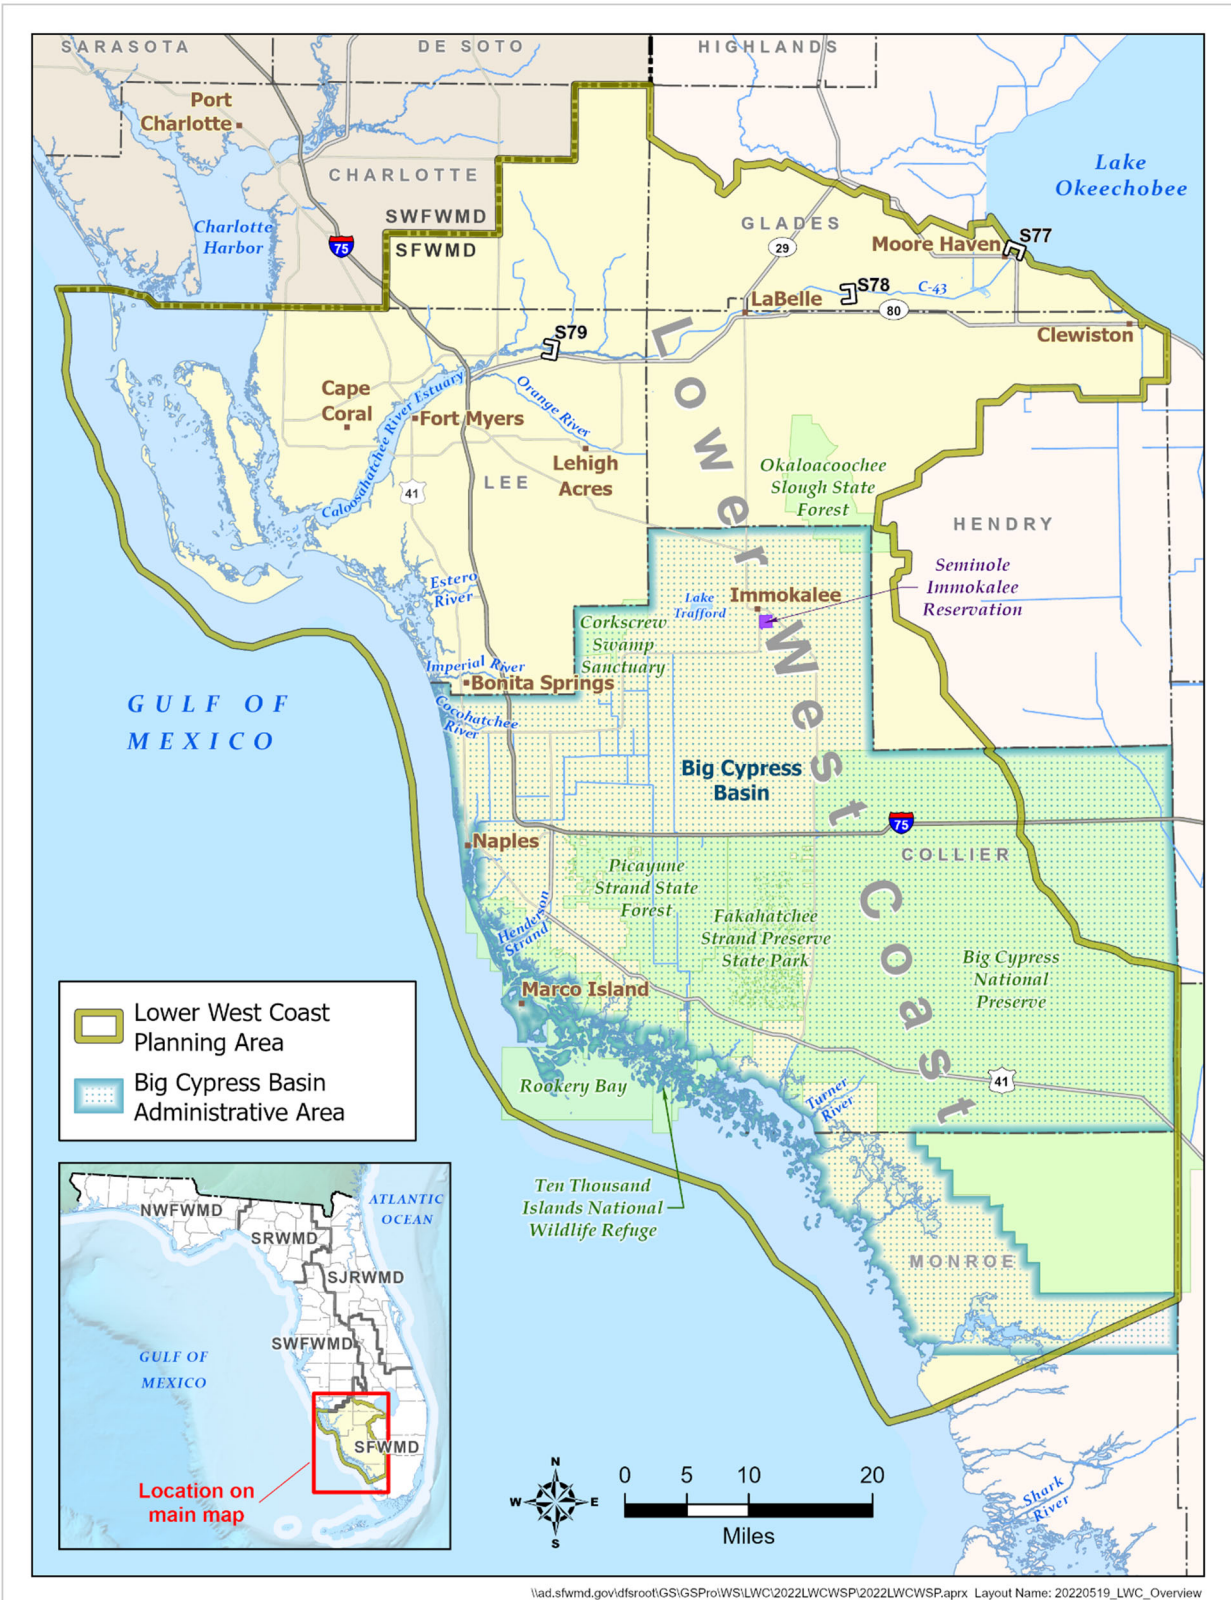 SARASOTA
DE SOTO
HIGHLANDS
Port
Charlotte
Lake
Okeechobee
CHARLOTTE
SWFWMD
SFWMD
Charlotte
Harbor
75
GLADES
29
Moore Haven
S77
S78
C-43
LaBelle
80
Clewiston
S79
Cape
Coral
Fort Myers
Caloosahatchee River Estuary
Orange River
Lehigh
Acres
LEE
41
Lower West Coast
Okaloacoochee
Slough State
Forest
HENDRY
Seminole
Immokalee
Reservation
Estero
River
Immokalee
Lake
Trafford
Corkscrew
Swamp
Sanctuary
Imperial River
Bonita Springs
Cocohatchee
River
GULF OF
MEXICO
Big Cypress
Basin
75
COLLIER
Naples
Picayune
Strand State
Forest
Henderson
Strand
Fakahatchee
Strand Preserve
State Park
Big Cypress
National
Preserve
Marco Island
Rookery Bay
41
Turner
River
Ten Thousand
Islands National
Wildlife Refuge
MONROE
Shark
River
Lower West Coast
Planning Area
Big Cypress Basin
Administrative Area
NWFWMD
ATLANTIC
OCEAN
SRWMD
SJRWMD
SWFWMD
GULF OF
MEXICO
SFWMD
Location on
main map
N
W E
S
0 5 10 20
Miles
\\ad.sfwmd.gov\dfsroot\GS\GSPro\WS\LWC\2022LWCWSP\2022LWCWSP.aprx Layout Name: 20220519_LWC_Overview